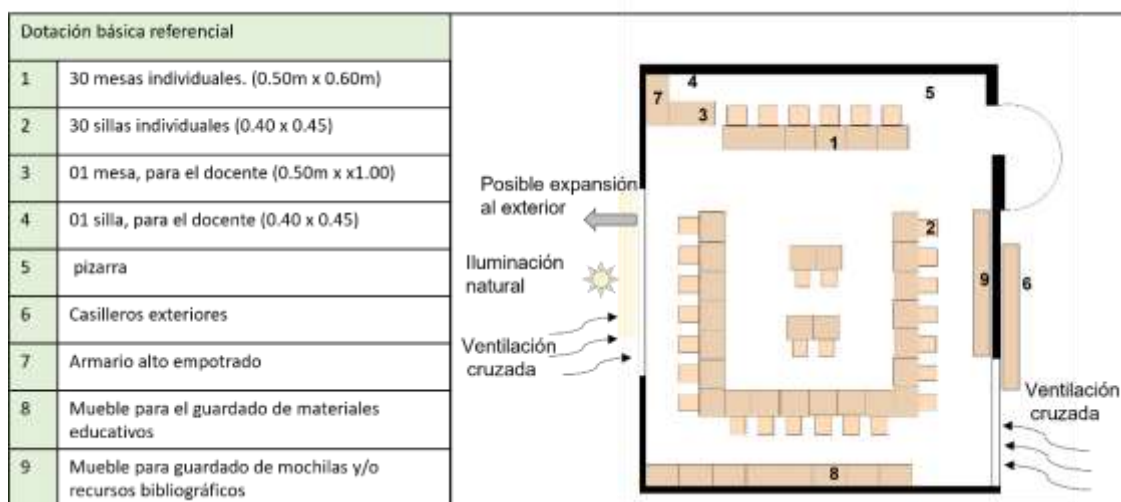 Dotación básica referencial
1 30 mesas individuales. (0.50m x 0.60m)
2 30 sillas individuales (0.40 x 0.45)
3 01 mesa, para el docente (0.50m x x1.00)
4 01 silla, para el docente (0.40 x 0.45)
5 pizarra
6 Casilleros exteriores
7 Armario alto empotrado
8 Mueble para el guardado de materiales
educativos
9 Mueble para guardado de mochilas y/o
recursos bibliográficos
4
5
7
3
1
Posible expansión
al exterior
2
Iluminación
natural
9
6
Ventilación
cruzada
Ventilación
cruzada
8